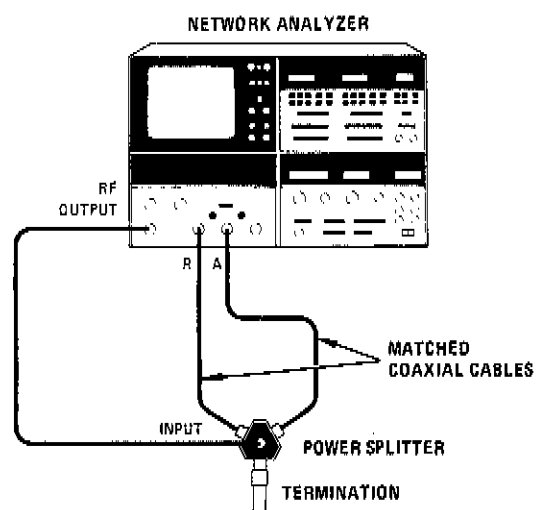 NETWORK ANALYZER
RF
OUTPUT
R A
MATCHED
COAXIAL CABLES
INPUT
POWER SPLITTER
TERMINATION